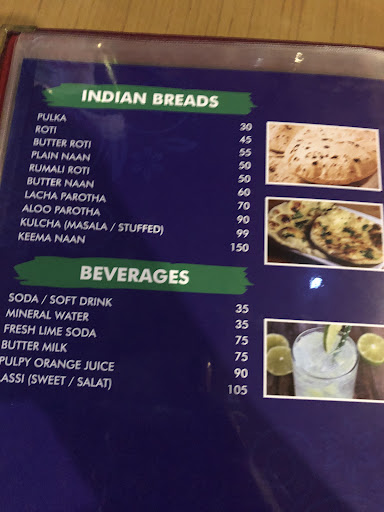 INDIAN BREADS
PULKA 30
ROTI 45
BUTTER ROTI 55
PLAIN NAAN 50
RUMALI ROTI 50
BUTTER NAAN 60
LACHA PAROTHA 70
ALOO PAROTHA 90
KULCHA (MASALA / STUFFED) 99
KEEMA NAAN 150
BEVERAGES
SODA / SOFT DRINK 35
MINERAL WATER 35
FRESH LIME SODA 75
BUTTER MILK 75
PULPY ORANGE JUICE 90
LASSI (SWEET / SALAT) 105